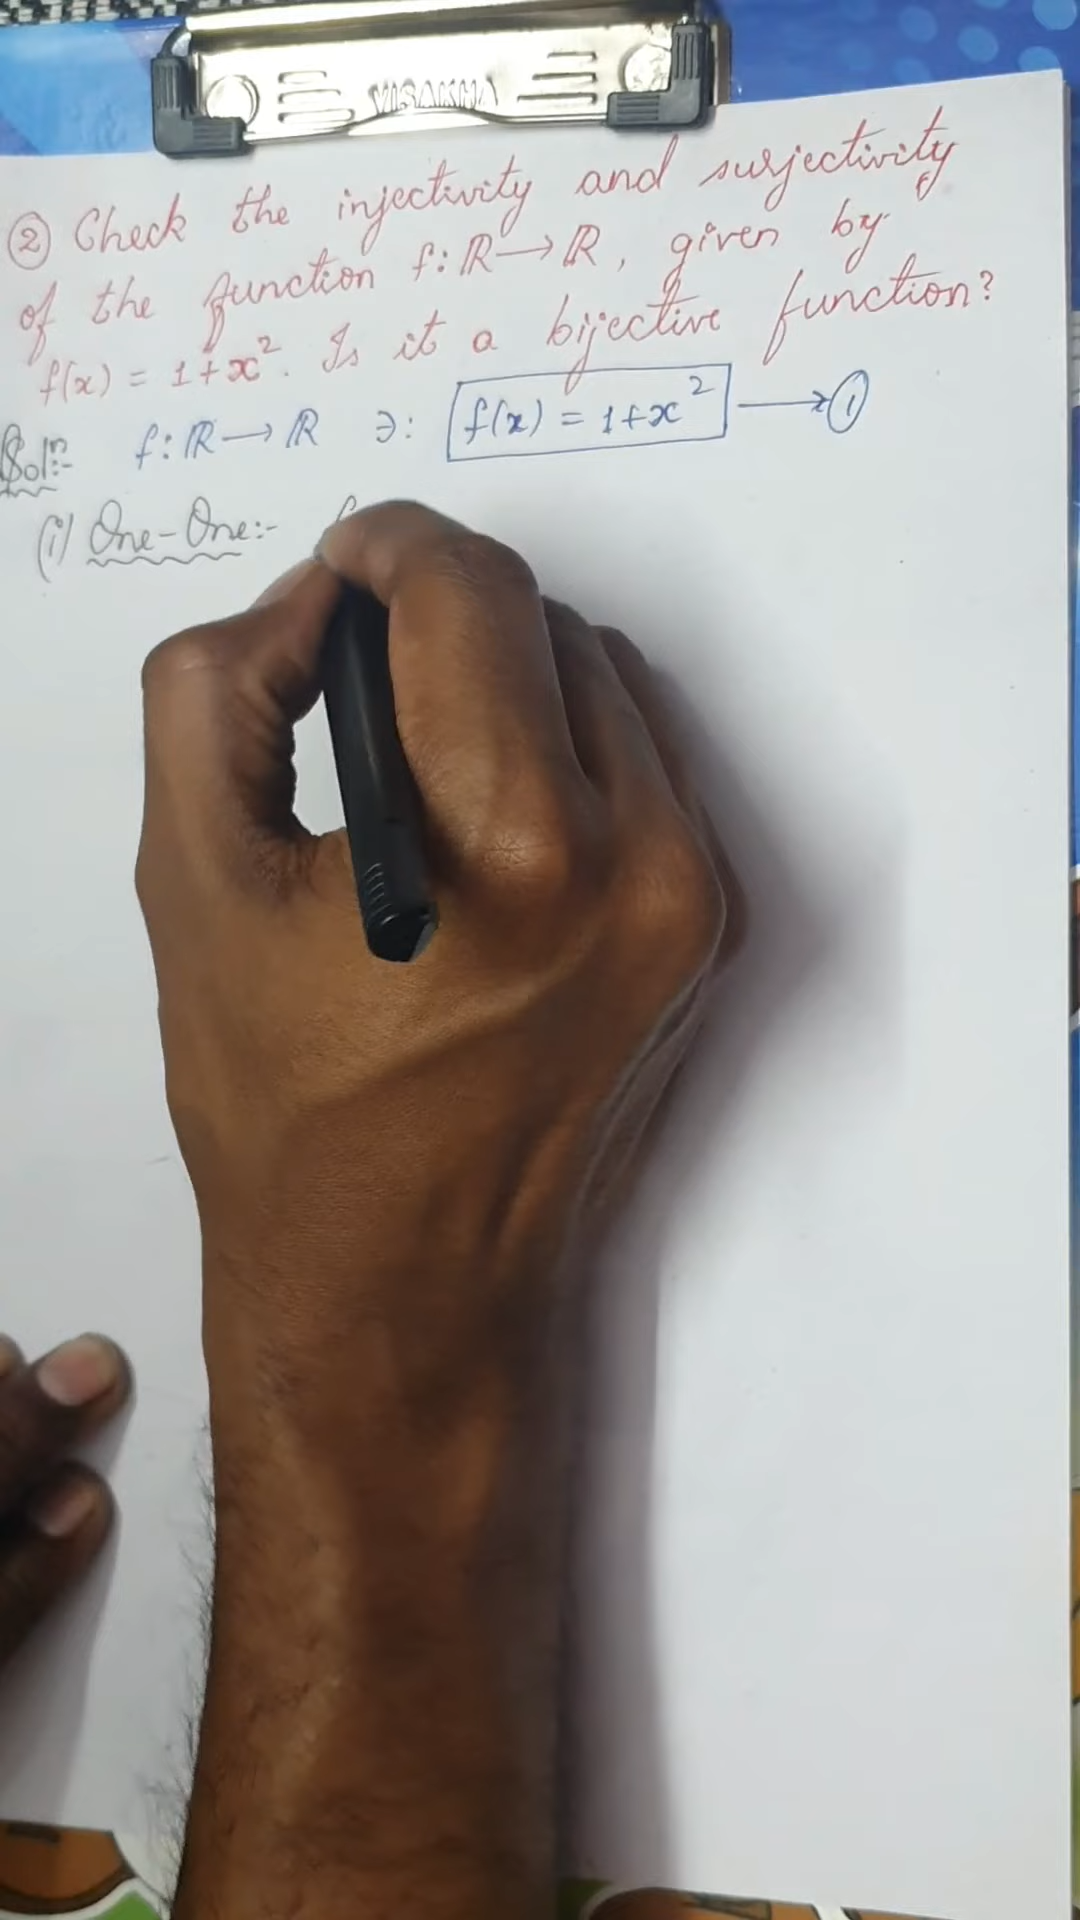 VISAKHA
② Check the injectivity and surjectivity
of the function f: ℝ→ℝ, given by
f(x) = 1+x². Is it a bijective function?
Solⁿ:- f: ℝ→ℝ ∋: f(x) = 1+x² →①
(i) One-One:- f